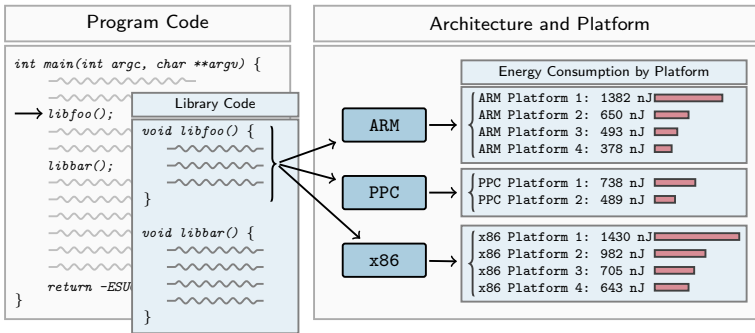 Program Code
int main(int argc, char **argv) {
libfoo();
libbar();
}
Library Code
void libfoo() {
}
void libbar() {
}
return
Architecture and Platform
ARM
PPC
x86
Energy Consumption by Platform
ARM Platform 1: 1382 nJ
ARM Platform 2: 650 nJ
ARM Platform 3: 493 nJ
ARM Platform 4: 378 nJ
PPC Platform 1: 738 nJ
PPC Platform 2: 489 nJ
x86 Platform 1: 1430 nJ
x86 Platform 2: 982 nJ
x86 Platform 3: 705 nJ
x86 Platform 4: 643 nJ